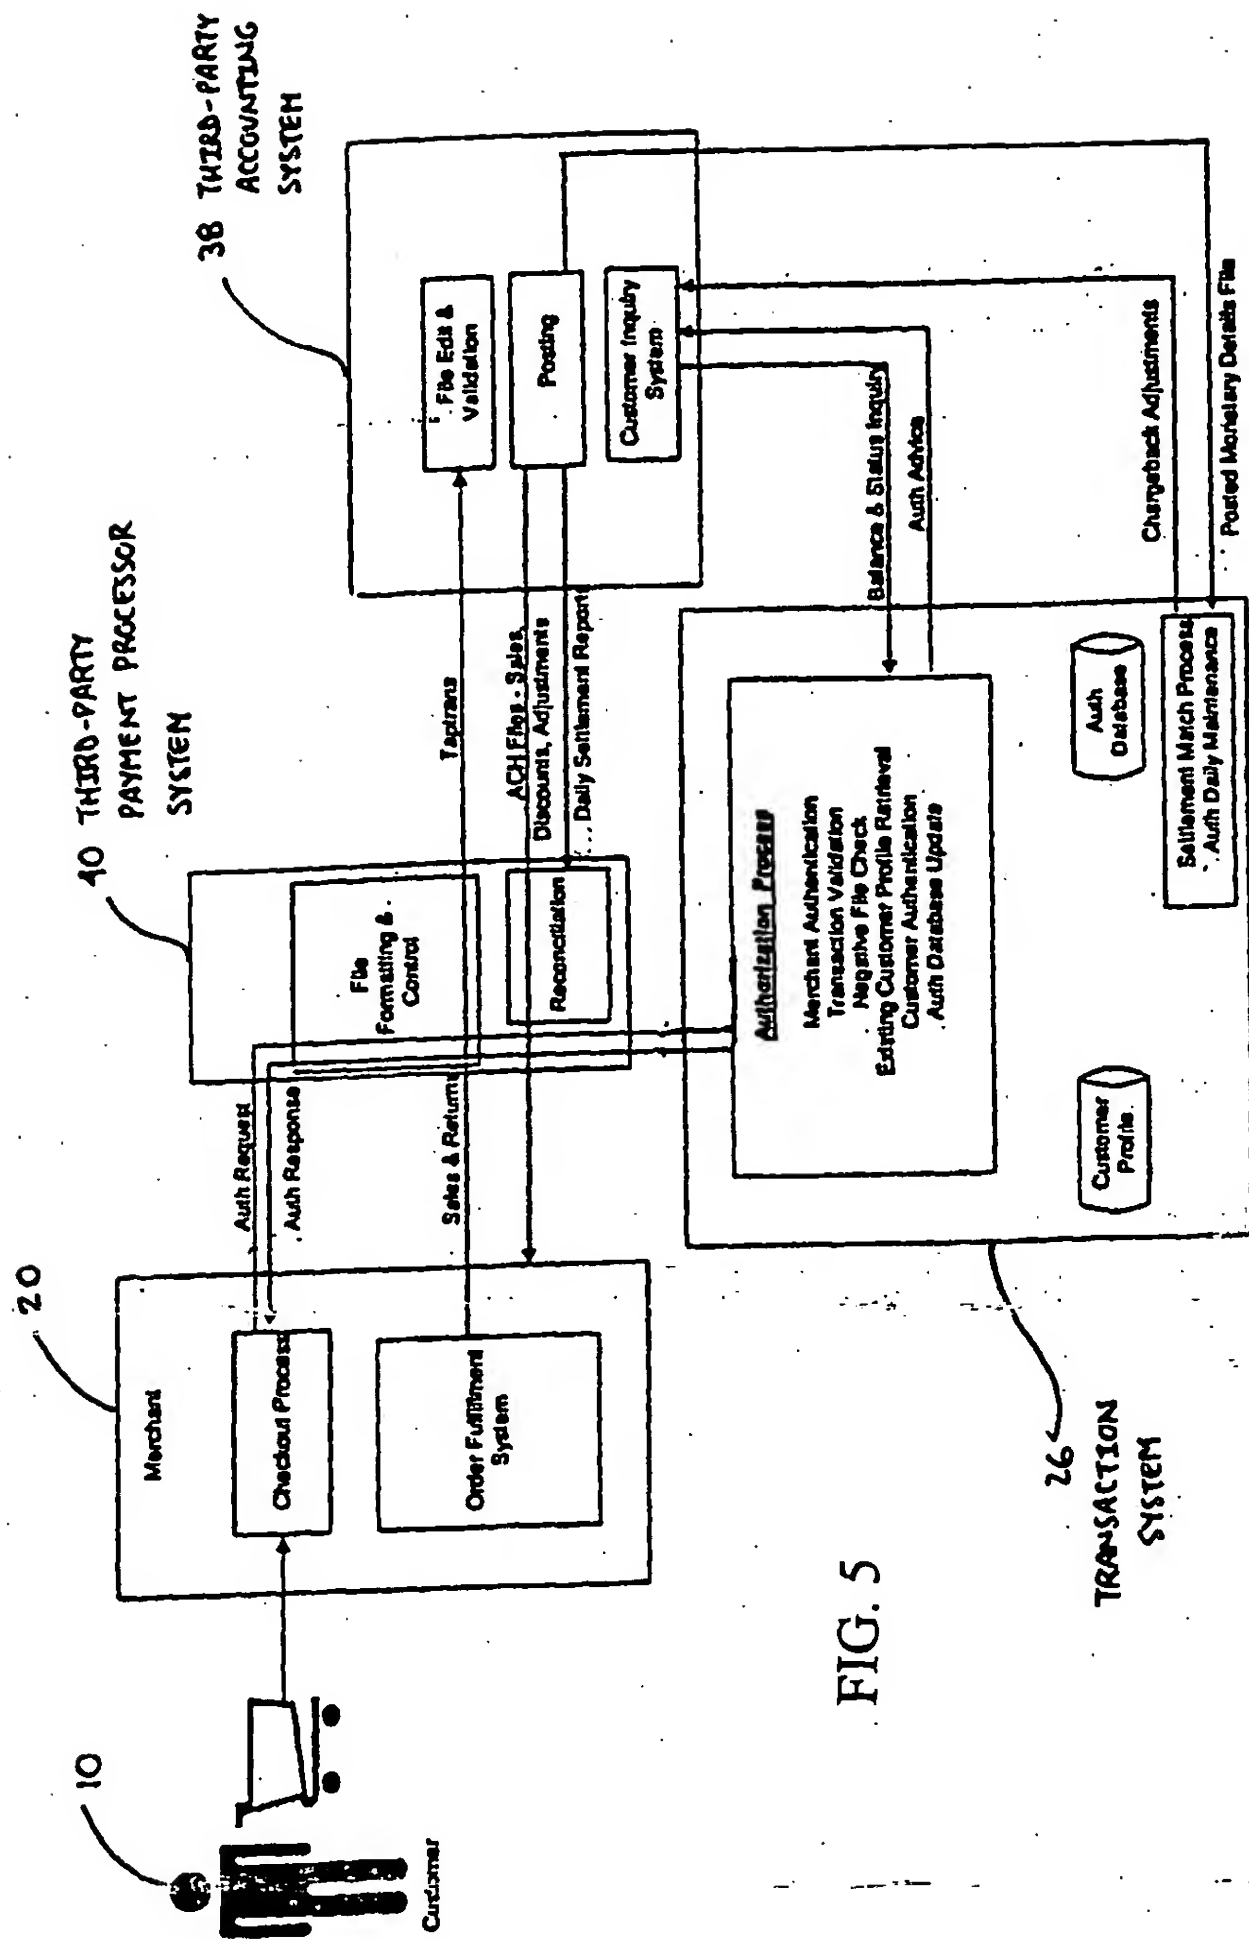 10
Customer
20
Merchant
Checkout Process
Order Fulfillment
System
Auth Request
Auth Response
Sales & Returns
40 THIRD-PARTY
PAYMENT PROCESSOR
SYSTEM
File
Formatting &
Control
Reconciliation
Taptrans
ACH Files - Sales,
Discounts, Adjustments
Daily Settlement Reports
38 THIRD-PARTY
ACCOUNTING
SYSTEM
File Edit &
Validation
Posting
Customer Inquiry
System
Balance & Status Inquiry
Auth Advice
Chargeback Adjustments
Posted Monetary Details File
Authorization Process
Merchant Authentication
Transaction Validation
Negative File Check
Existing Customer Profile Retrieval
Customer Authentication
Auth Database Update
Customer
Profile
Auth
Database
Settlement Match Process
Auth Daily Maintenance
26
TRANSACTION
SYSTEM
FIG. 5